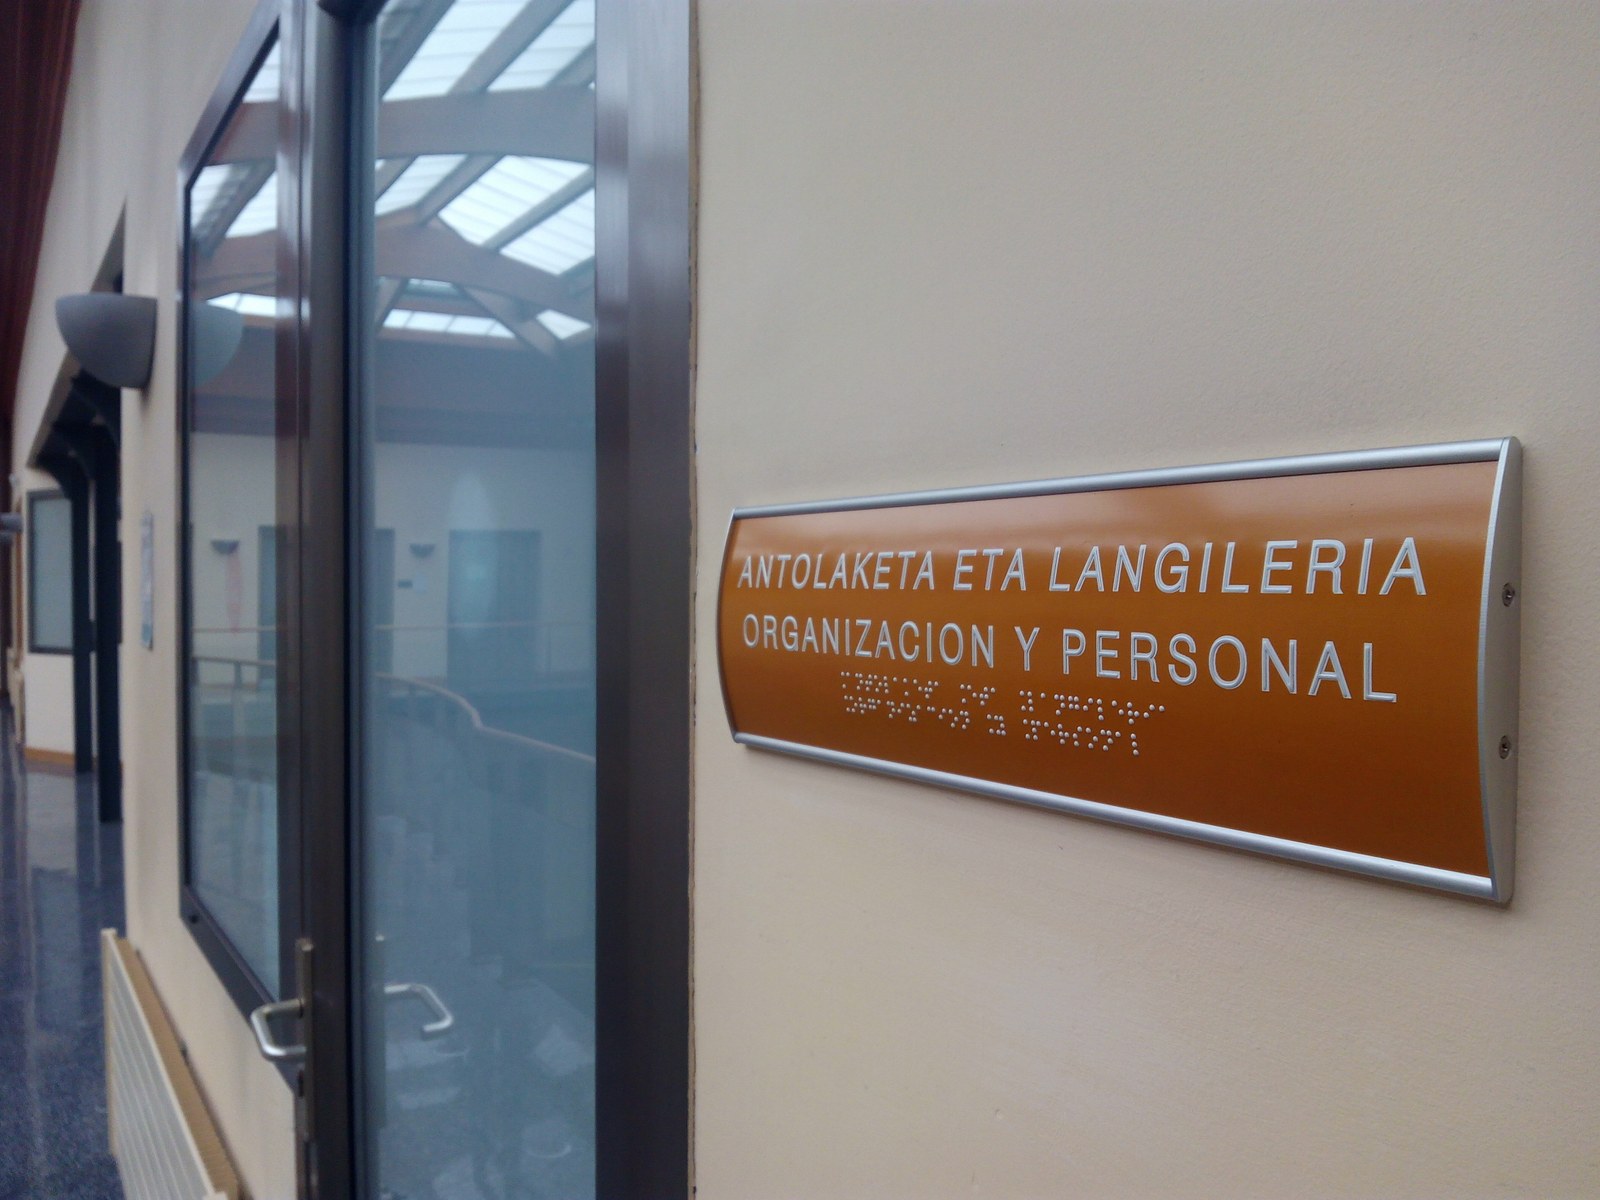 ANTOLAKETA ETA LANGILERIA
ORGANIZACION Y PERSONAL